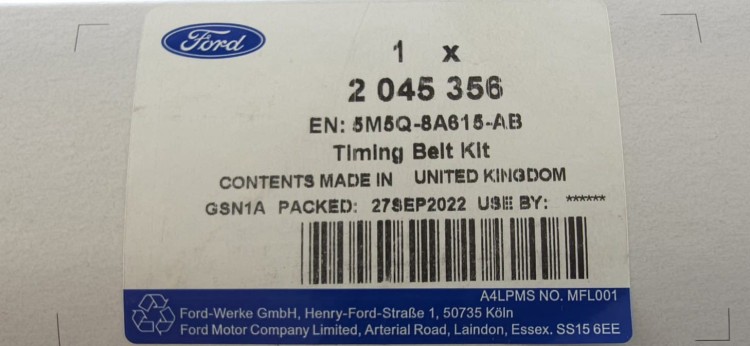 Ford
1 x
2 045 356
EN: 5M5Q-8A615-AB
Timing Belt Kit
CONTENTS MADE IN UNITED KINGDOM
GSN1A PACKED: 27SEP2022 USE BY: ******
A4LPMS NO. MFL001
Ford-Werke GmbH, Henry-Ford-Straße 1, 50735 Köln
Ford Motor Company Limited, Arterial Road, Laindon, Essex. SS15 6EE